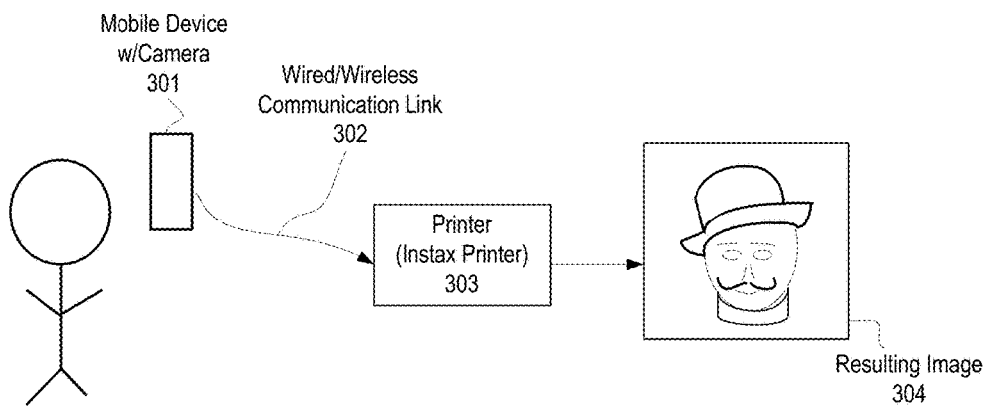 Mobile Device
w/Camera
301
Wired/Wireless
Communication Link
302
Printer
(Instax Printer)
303
Resulting Image
304